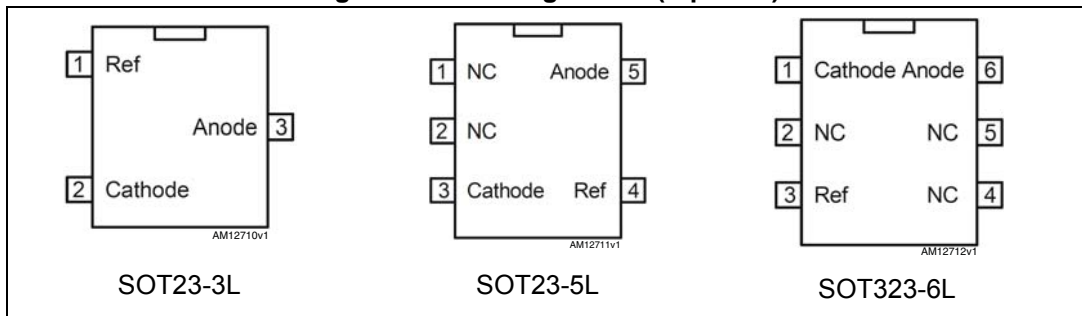 1 Ref
Anode 3
2 Cathode
AM12710v1
SOT23-3L
1 NC Anode 5
2 NC
3 Cathode Ref 4
AM12711v1
SOT23-5L
1 Cathode Anode 6
2 NC NC 5
3 Ref NC 4
AM12712v1
SOT323-6L